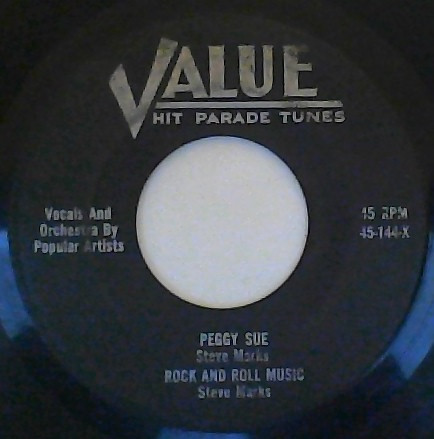 VALUE
HIT PARADE TUNES
Vocals And
Orchestra By
Popular Artists
45 RPM
45-144-X
PEGGY SUE
Steve Marks
ROCK AND ROLL MUSIC
Steve Marks